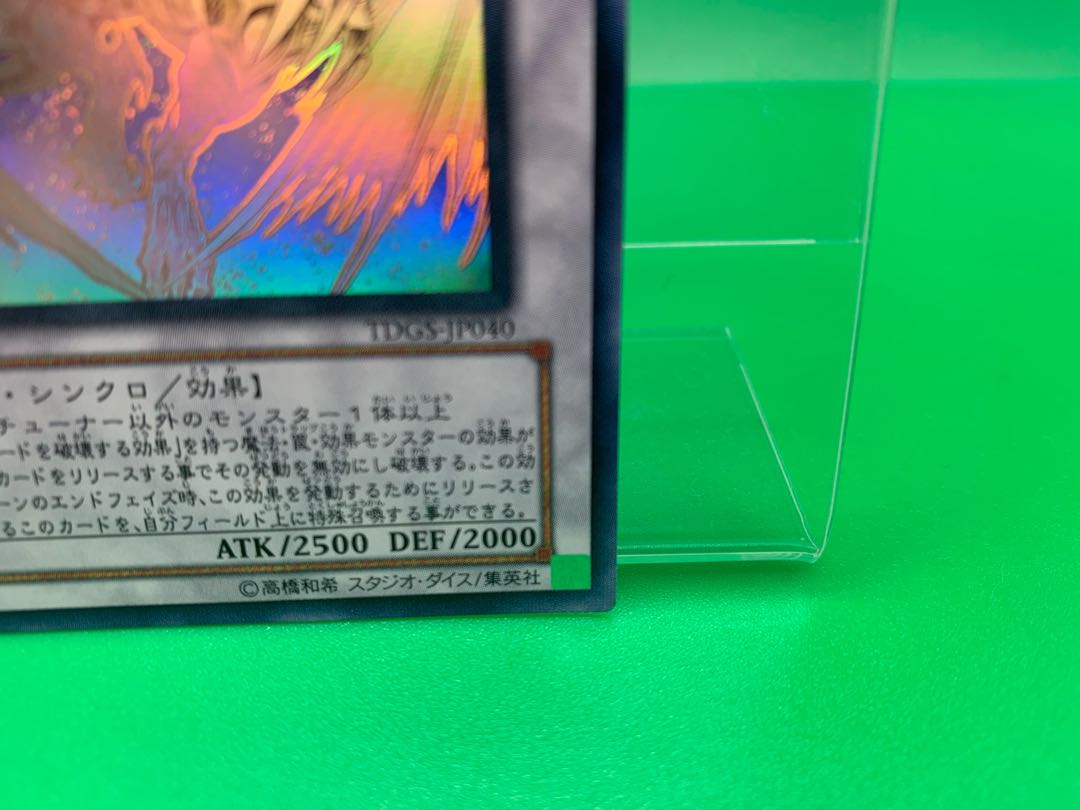 TDGS-JP040
・シンクロ／効果】
チューナー以外のモンスター１体以上
ードを破壊する効果」を持つ魔法・罠・効果モンスターの効果が
カードをリリースする事でその発動を無効にし破壊する。この効
ーンのエンドフェイズ時、この効果を発動するためにリリースさ
るこのカードを、自分フィールド上に特殊召喚する事ができる。
ATK/2500 DEF/2000
©高橋和希 スタジオ・ダイス/集英社